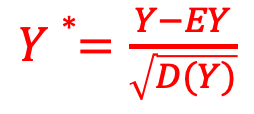 Y* = (Y−EY)/√D(Y)